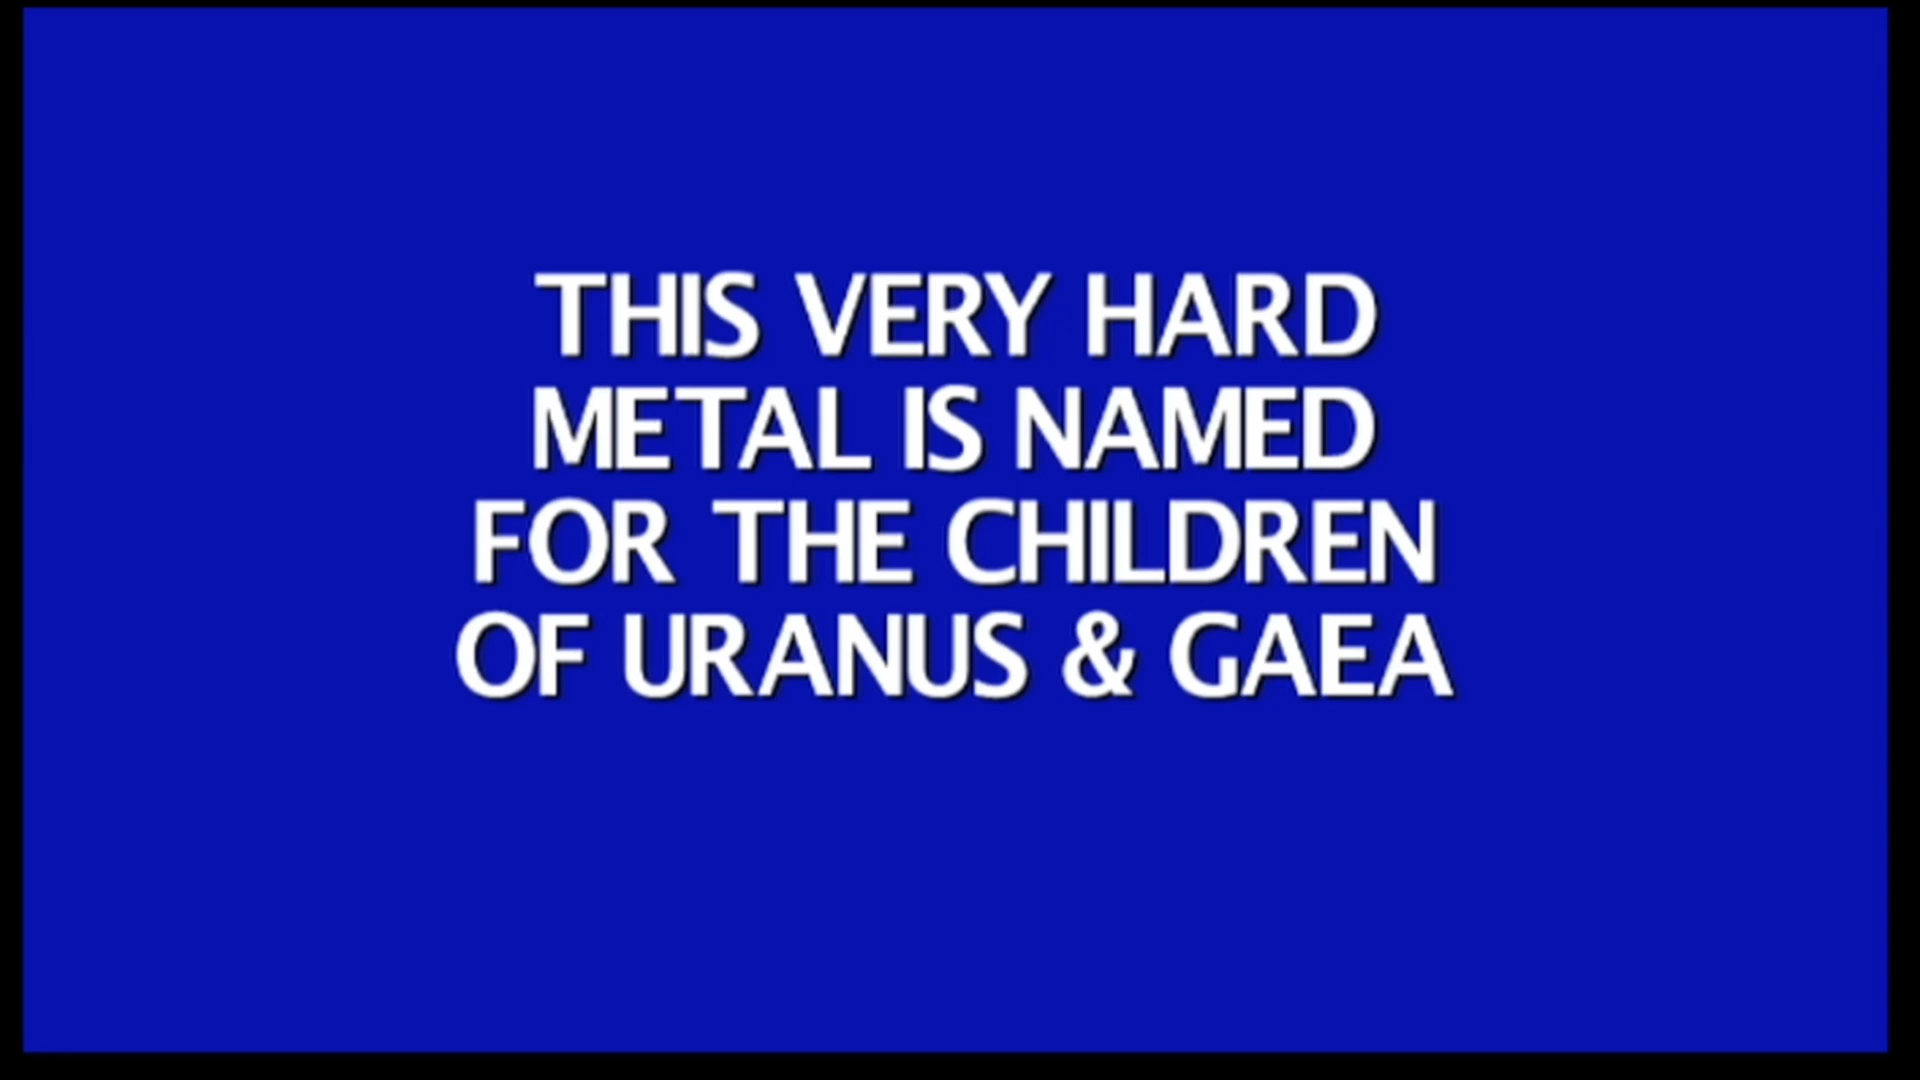 THIS VERY HARD
METAL IS NAMED
FOR THE CHILDREN
OF URANUS & GAEA